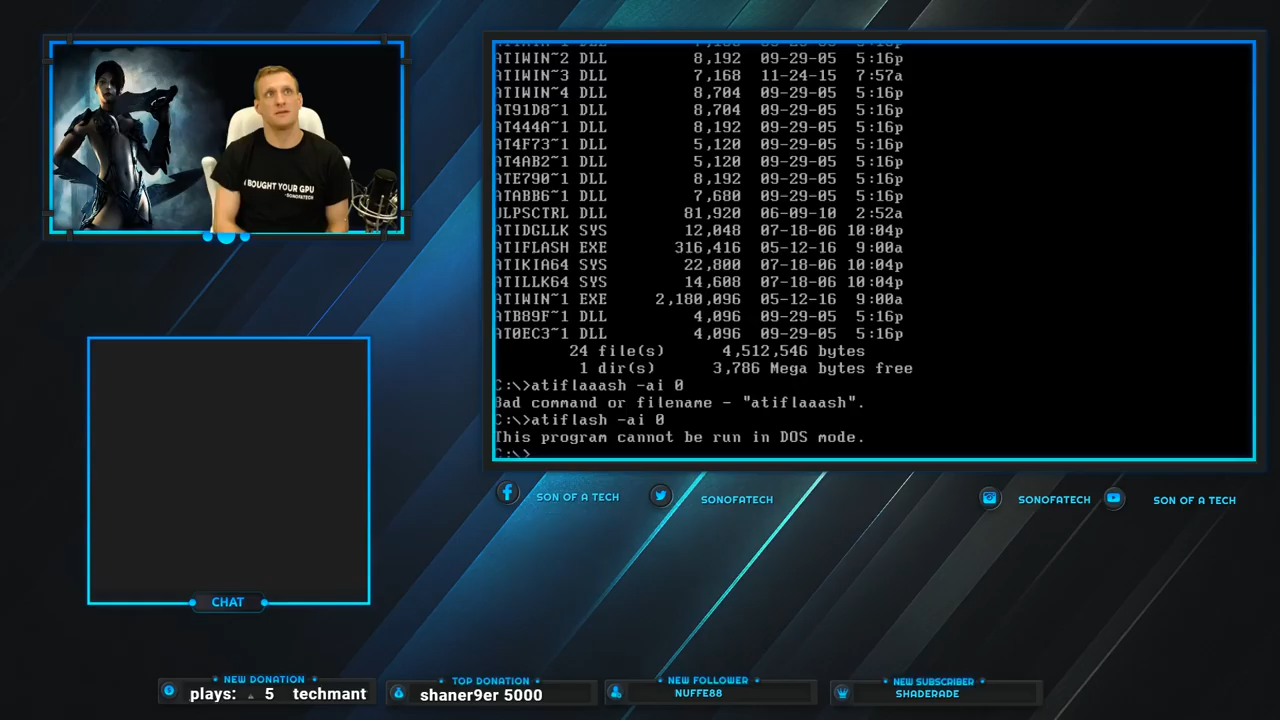 ATIWIN~2 DLL 8,192 09-29-05 5:16p
ATIWIN~3 DLL 7,168 11-24-15 7:57a
ATIWIN~4 DLL 8,704 09-29-05 5:16p
AT91D8~1 DLL 8,704 09-29-05 5:16p
AT444A~1 DLL 8,192 09-29-05 5:16p
AT4F73~1 DLL 5,120 09-29-05 5:16p
AT4AB2~1 DLL 5,120 09-29-05 5:16p
ATE790~1 DLL 8,192 09-29-05 5:16p
ATABB6~1 DLL 7,680 09-29-05 5:16p
ULPSCTRL DLL 81,920 06-09-10 2:52a
ATIDGLLK SYS 12,048 07-18-06 10:04p
ATIFLASH EXE 316,416 05-12-16 9:00a
ATIKIA64 SYS 22,800 07-18-06 10:04p
ATILLK64 SYS 14,608 07-18-06 10:04p
ATIWIN~1 EXE 2,180,096 05-12-16 9:00a
ATB89F~1 DLL 4,096 09-29-05 5:16p
AT0EC3~1 DLL 4,096 09-29-05 5:16p
24 file(s) 4,512,546 bytes
1 dir(s) 3,786 Mega bytes free
C:\>atiflaaash -ai 0
Bad command or filename - "atiflaaash".
C:\>atiflash -ai 0
This program cannot be run in DOS mode.
C:\>
I BOUGHT YOUR GPU
-SONOFATECH
SON OF A TECH
SONOFATECH
SONOFATECH
SON OF A TECH
CHAT
NEW DONATION
plays: 5 techmant
TOP DONATION
shaner9er 5000
NEW FOLLOWER
NUFFE88
NEW SUBSCRIBER
SHADERADE